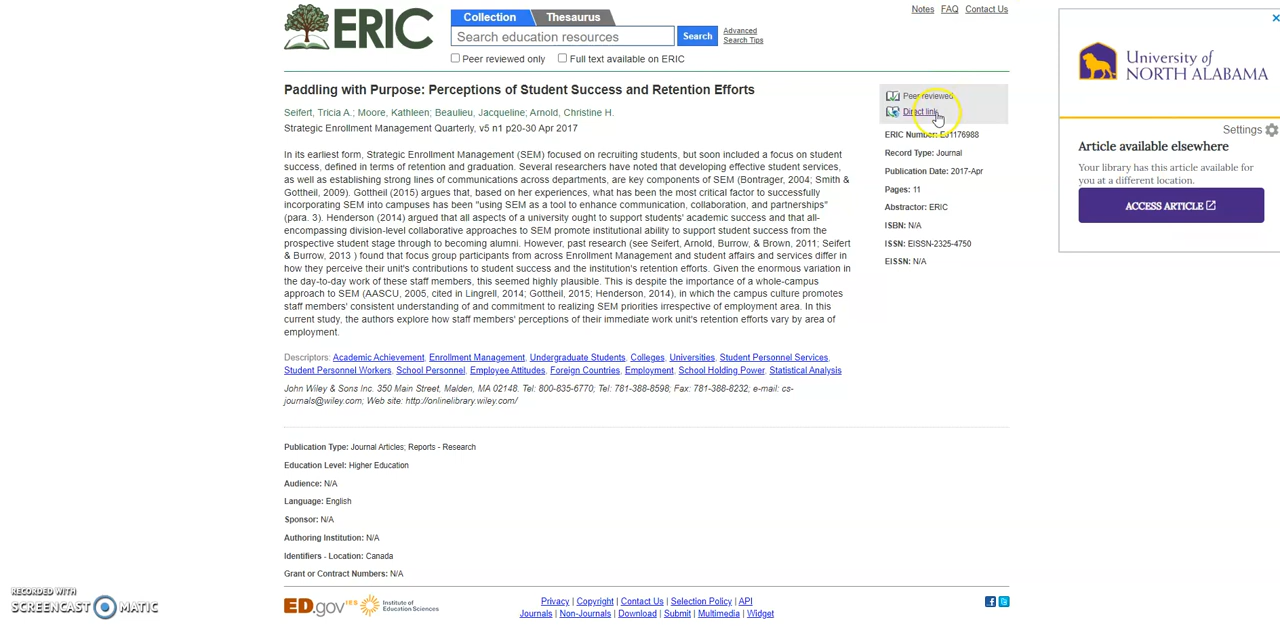 ERIC
Collection Thesaurus
Search education resources
Search
Advanced
Search Tips
Peer reviewed only Full text available on ERIC
Notes FAQ Contact Us
Paddling with Purpose: Perceptions of Student Success and Retention Efforts
Seifert, Tricia A.; Moore, Kathleen; Beaulieu, Jacqueline; Arnold, Christine H.
Strategic Enrollment Management Quarterly, v5 n1 p20-30 Apr 2017
In its earliest form, Strategic Enrollment Management (SEM) focused on recruiting students, but soon included a focus on student
success, defined in terms of retention and graduation. Several researchers have noted that developing effective student services,
as well as establishing strong lines of communications across departments, are key components of SEM (Bontrager, 2004; Smith &
Gottheil, 2009). Gottheil (2015) argues that, based on her experiences, what has been the most critical factor to successfully
incorporating SEM into campuses has been "using SEM as a tool to enhance communication, collaboration, and partnerships"
(para. 3). Henderson (2014) argued that all aspects of a university ought to support students' academic success and that all-
encompassing division-level collaborative approaches to SEM promote institutional ability to support student success from the
prospective student stage through to becoming alumni. However, past research (see Seifert, Arnold, Burrow, & Brown, 2011; Seifert
& Burrow, 2013 ) found that focus group participants from across Enrollment Management and student affairs and services differ in
how they perceive their unit's contributions to student success and the institution's retention efforts. Given the enormous variation in
the day-to-day work of these staff members, this seemed highly plausible. This is despite the importance of a whole-campus
approach to SEM (AASCU, 2005, cited in Lingrell, 2014; Gottheil, 2015; Henderson, 2014), in which the campus culture promotes
staff members' consistent understanding of and commitment to realizing SEM priorities irrespective of employment area. In this
current study, the authors explore how staff members' perceptions of their immediate work unit's retention efforts vary by area of
employment.
Descriptors: Academic Achievement, Enrollment Management, Undergraduate Students, Colleges, Universities, Student Personnel Services,
Student Personnel Workers, School Personnel, Employee Attitudes, Foreign Countries, Employment, School Holding Power, Statistical Analysis
John Wiley & Sons Inc. 350 Main Street, Malden, MA 02148. Tel: 800-835-6770; Tel: 781-388-8598; Fax: 781-388-8232, e-mail: cs-
journals@wiley.com; Web site: http://onlinelibrary.wiley.com/
Publication Type: Journal Articles; Reports - Research
Education Level: Higher Education
Audience: N/A
Language: English
Sponsor: N/A
Authoring Institution: N/A
Identifiers - Location: Canada
Grant or Contract Numbers: N/A
Peer reviewed
Direct link
ERIC Number: EJ1176988
Record Type: Journal
Publication Date: 2017-Apr
Pages: 11
Abstractor: ERIC
ISBN: N/A
ISSN: EISSN-2325-4750
EISSN: N/A
University of
NORTH ALABAMA
Settings
Article available elsewhere
Your library has this article available for
you at a different location.
ACCESS ARTICLE
RECORDED WITH
SCREENCAST MATIC
ED.gov IES Institute of
Education Sciences
Privacy | Copyright | Contact Us | Selection Policy | API
Journals | Non-Journals | Download | Submit | Multimedia | Widget